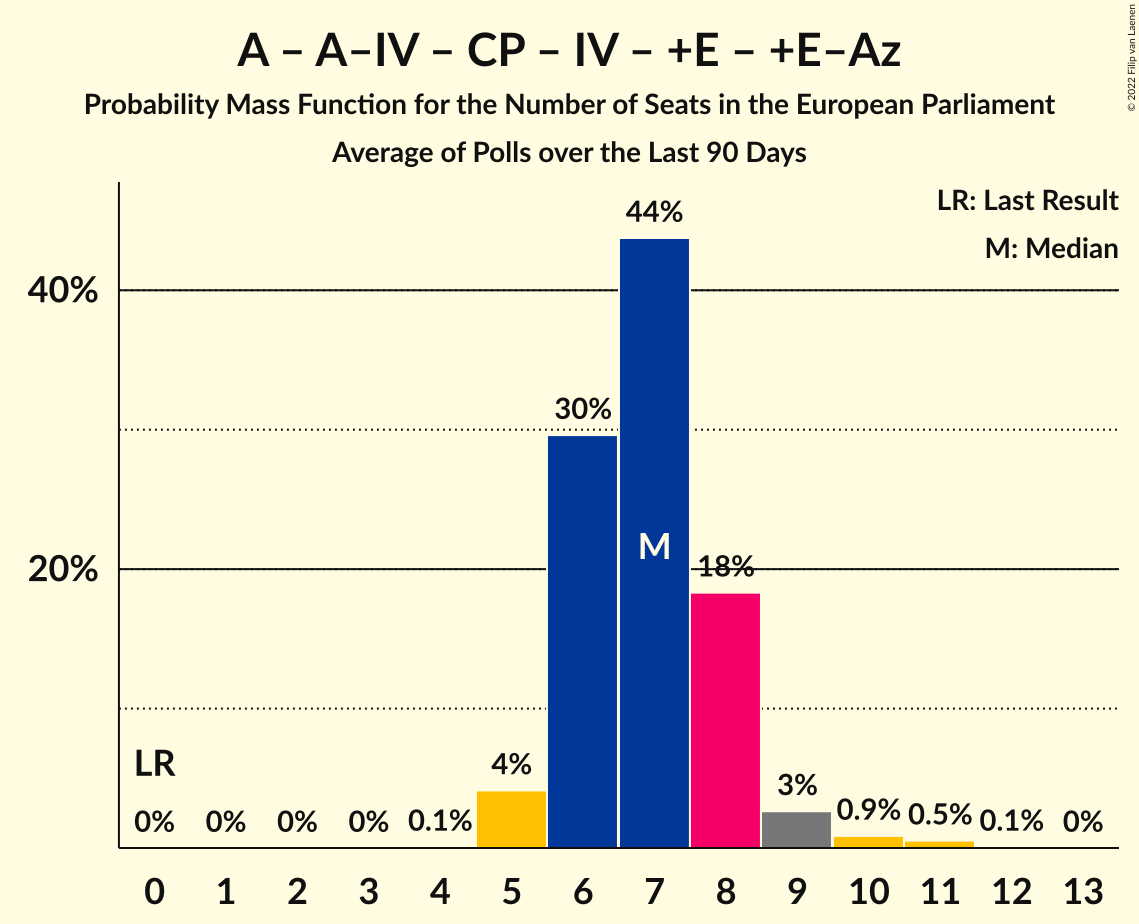 A – A–IV – CP – IV – +E – +E–Az
Probability Mass Function for the Number of Seats in the European Parliament
Average of Polls over the Last 90 Days
© 2022 Filip van Laenen
LR: Last Result
M: Median
44%
40%
30%
M
20%
18%
LR
4%
3%
0% 0% 0% 0% 0.1% 0.9% 0.5% 0.1% 0%
0 1 2 3 4 5 6 7 8 9 10 11 12 13